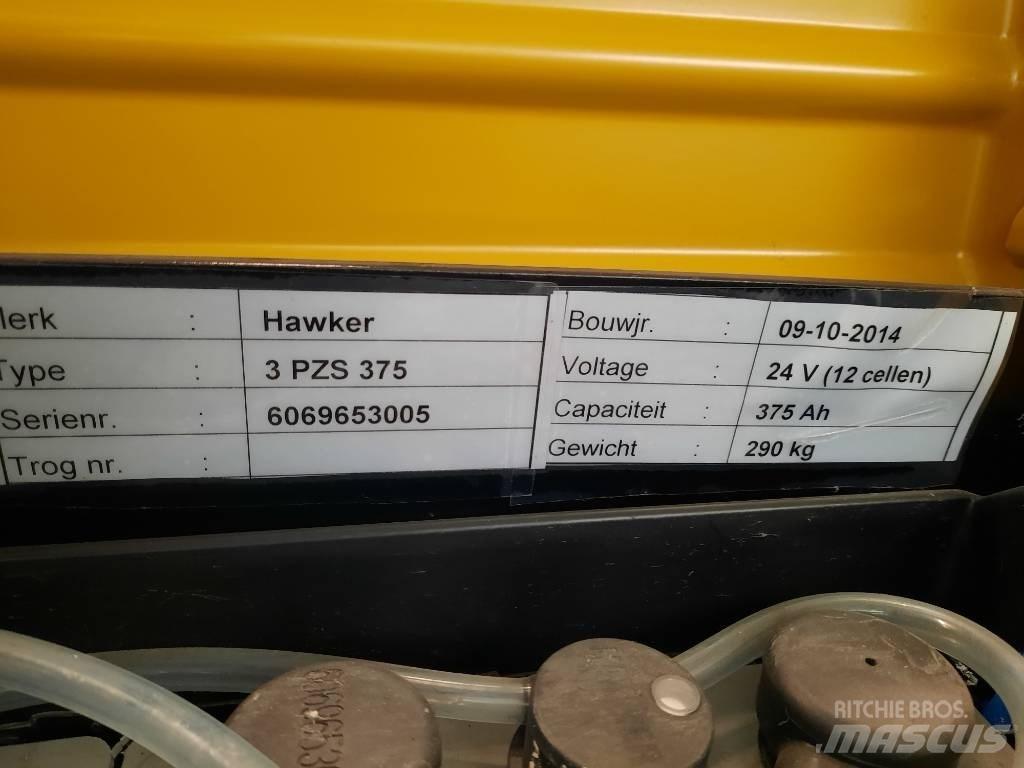 lerk : Hawker
Type : 3 PZS 375
Serienr. : 6069653005
Trog nr. :
Bouwjr. : 09-10-2014
Voltage : 24 V (12 cellen)
Capaciteit : 375 Ah
Gewicht : 290 kg
RITCHIE BROS.
MASCUS